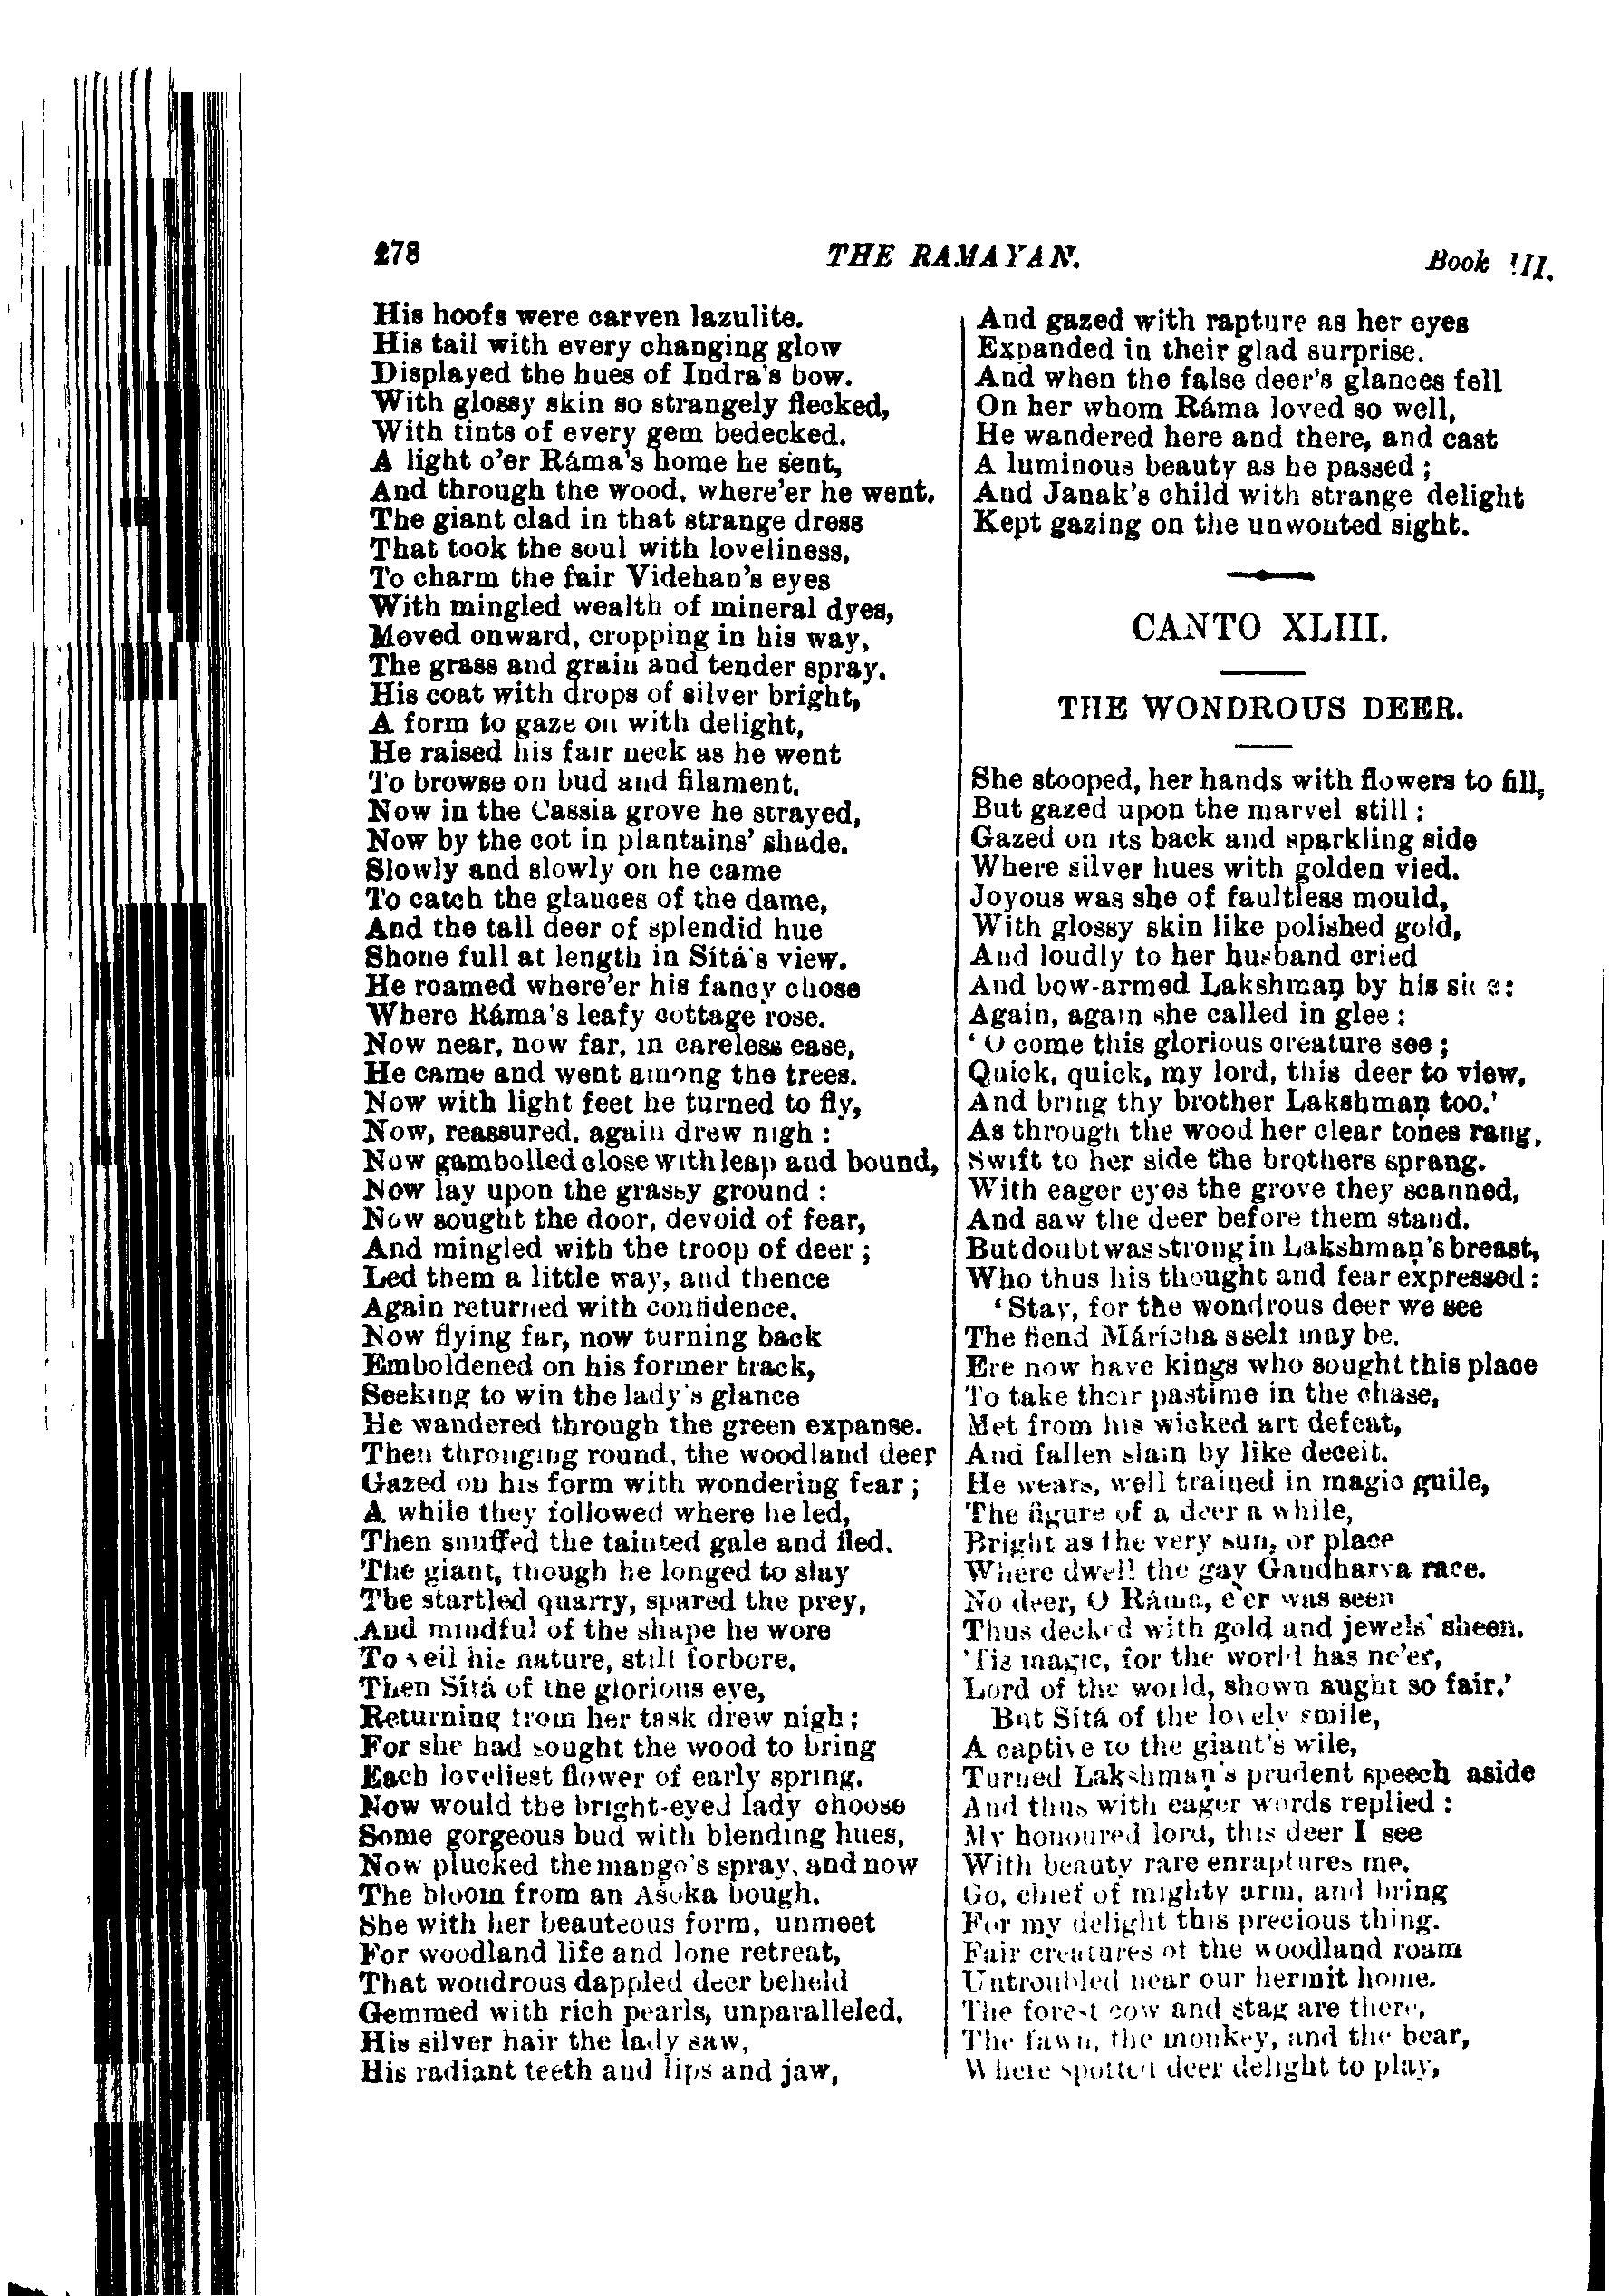 278 THE RAMAYAN. Book III.
His hoofs were carven lazulite.
His tail with every changing glow
Displayed the hues of Indra's bow.
With glossy skin so strangely flecked,
With tints of every gem bedecked.
A light o'er Ráma's home he sent,
And through the wood, where'er he went.
The giant clad in that strange dress
That took the soul with loveliness,
To charm the fair Videhan's eyes
With mingled wealth of mineral dyes,
Moved onward, cropping in his way,
The grass and grain and tender spray.
His coat with drops of silver bright,
A form to gaze on with delight,
He raised his fair neck as he went
To browse on bud and filament.
Now in the Cassia grove he strayed,
Now by the cot in plantains' shade.
Slowly and slowly on he came
To catch the glances of the dame,
And the tall deer of splendid hue
Shone full at length in Sítá's view.
He roamed where'er his fancy chose
Where Ráma's leafy cottage rose.
Now near, now far, in careless ease,
He came and went among the trees.
Now with light feet he turned to fly,
Now, reassured, again drew nigh :
Now gambolled close with leap and bound,
Now lay upon the grassy ground :
Now sought the door, devoid of fear,
And mingled with the troop of deer ;
Led them a little way, and thence
Again returned with confidence.
Now flying far, now turning back
Emboldened on his former track,
Seeking to win the lady's glance
He wandered through the green expanse.
Then thronging round, the woodland deer
Gazed on his form with wondering fear ;
A while they followed where he led,
Then snuffed the tainted gale and fled.
The giant, though he longed to slay
The startled quarry, spared the prey,
And mindful of the shape he wore
To veil his nature, still forbore.
Then Sítá of the glorious eye,
Returning from her task drew nigh ;
For she had sought the wood to bring
Each loveliest flower of early spring.
Now would the bright-eyed lady choose
Some gorgeous bud with blending hues,
Now plucked the mango's spray, and now
The bloom from an Aśoka bough.
She with her beauteous form, unmeet
For woodland life and lone retreat,
That wondrous dappled deer beheld
Gemmed with rich pearls, unparalleled.
His silver hair the lady saw,
His radiant teeth and lips and jaw,
And gazed with rapture as her eyes
Expanded in their glad surprise.
And when the false deer's glances fell
On her whom Ráma loved so well,
He wandered here and there, and cast
A luminous beauty as he passed ;
And Janak's child with strange delight
Kept gazing on the unwonted sight.
CANTO XLIII.
THE WONDROUS DEER.
She stooped, her hands with flowers to fill,
But gazed upon the marvel still :
Gazed on its back and sparkling side
Where silver hues with golden vied.
Joyous was she of faultless mould,
With glossy skin like polished gold,
And loudly to her husband cried
And bow-armed Lakshmaṇ by his side:
Again, again she called in glee :
'O come this glorious creature see ;
Quick, quick, my lord, this deer to view,
And bring thy brother Lakshmaṇ too.'
As through the wood her clear tones rang,
Swift to her side the brothers sprang.
With eager eyes the grove they scanned,
And saw the deer before them stand.
But doubt was strong in Lakshmaṇ's breast,
Who thus his thought and fear expressed :
'Stay, for the wondrous deer we see
The fiend Márícha sself may be.
Ere now have kings who sought this place
To take their pastime in the chase,
Met from his wicked art defeat,
And fallen slain by like deceit.
He wears, well trained in magic guile,
The figure of a deer a while,
Bright as the very sun, or place
Where dwell the gay Gandharva race.
No deer, O Ráma, e'er was seen
Thus decked with gold and jewels' sheen.
'Tis magic, for the world has ne'er,
Lord of the world, shown aught so fair.'
But Sítá of the lovely smile,
A captive to the giant's wile,
Turned Lakshmaṇ's prudent speech aside
And thus with eager words replied :
My honoured lord, this deer I see
With beauty rare enraptures me.
Go, chief of mighty arm, and bring
For my delight this precious thing.
Fair creatures of the woodland roam
Untroubled near our hermit home.
The forest cow and stag are there,
The fawn, the monkey, and the bear,
Where spotted deer delight to play,